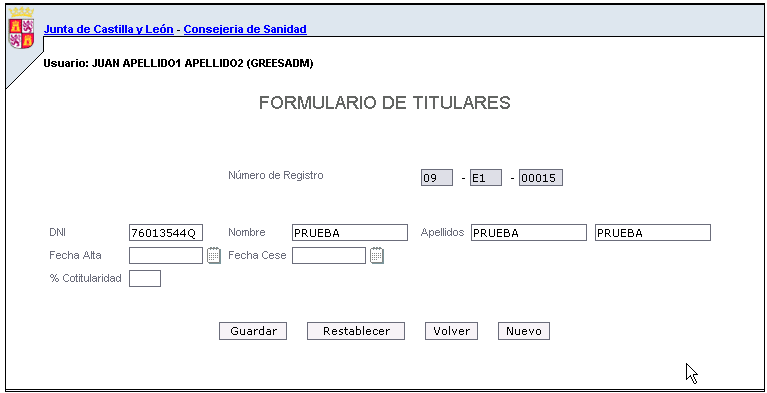 Junta de Castilla y León - Consejeria de Sanidad
Usuario: JUAN APELLIDO1 APELLIDO2 (GREESADM)
FORMULARIO DE TITULARES
Número de Registro 09 - E1 - 00015
DNI 76013544Q Nombre PRUEBA Apellidos PRUEBA PRUEBA
Fecha Alta Fecha Cese
% Cotitularidad
Guardar Restablecer Volver Nuevo